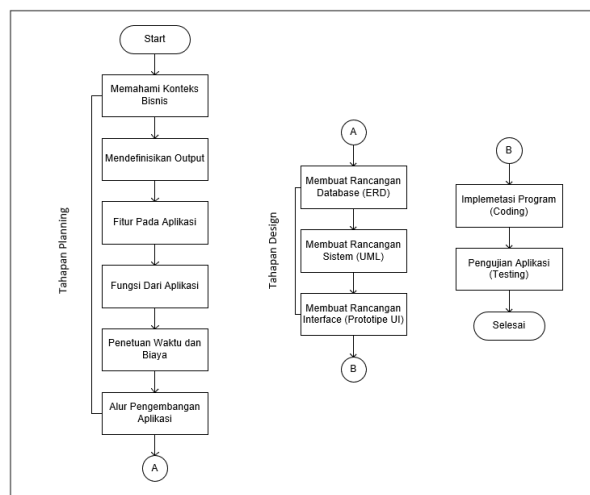 Start
Memahami Konteks
Bisnis
Mendefinisikan Output
Fitur Pada Aplikasi
Fungsi Dari Aplikasi
Penetuan Waktu dan
Biaya
Alur Pengembangan
Aplikasi
A
Tahapan Planning
A
Membuat Rancangan
Database (ERD)
Membuat Rancangan
Sistem (UML)
Membuat Rancangan
Interface (Prototipe UI)
B
Tahapan Design
B
Implemetasi Program
(Coding)
Pengujian Aplikasi
(Testing)
Selesai